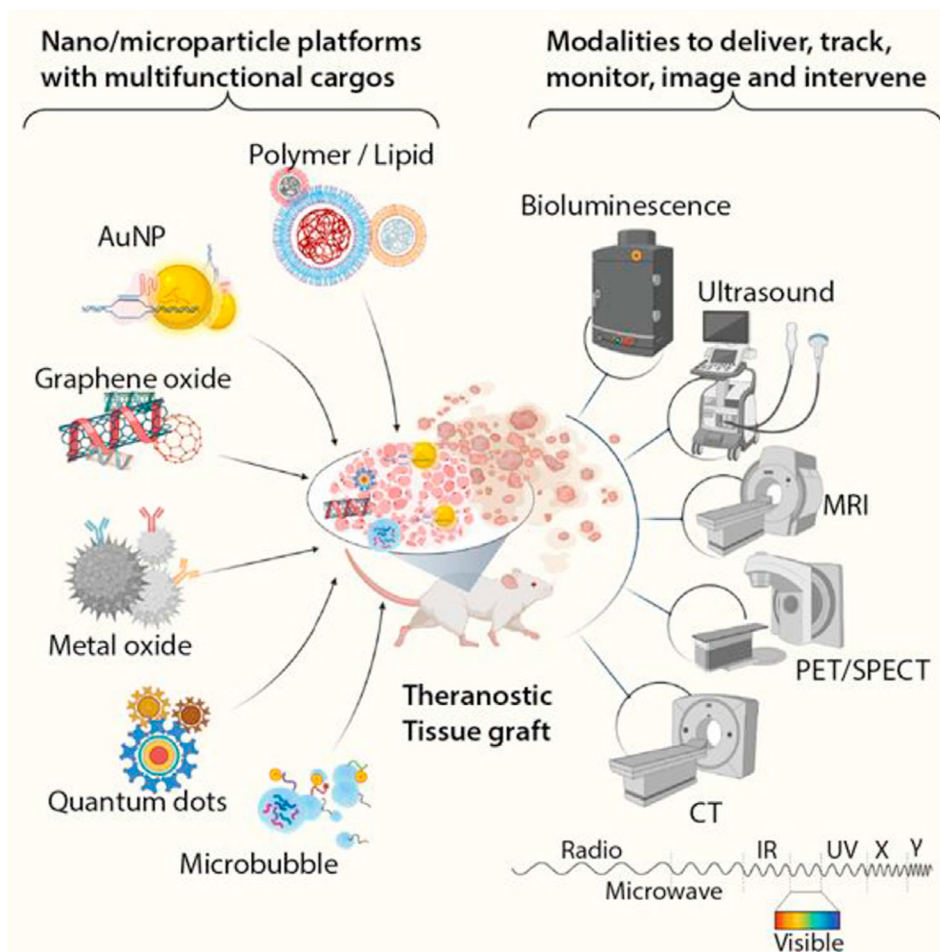 Nano/microparticle platforms
with multifunctional cargos
Modalities to deliver, track,
monitor, image and intervene
Polymer / Lipid
AuNP
Graphene oxide
Metal oxide
Quantum dots
Microbubble
Theranostic
Tissue graft
Bioluminescence
Ultrasound
MRI
PET/SPECT
CT
Radio
Microwave
IR
Visible
UV
X
γ